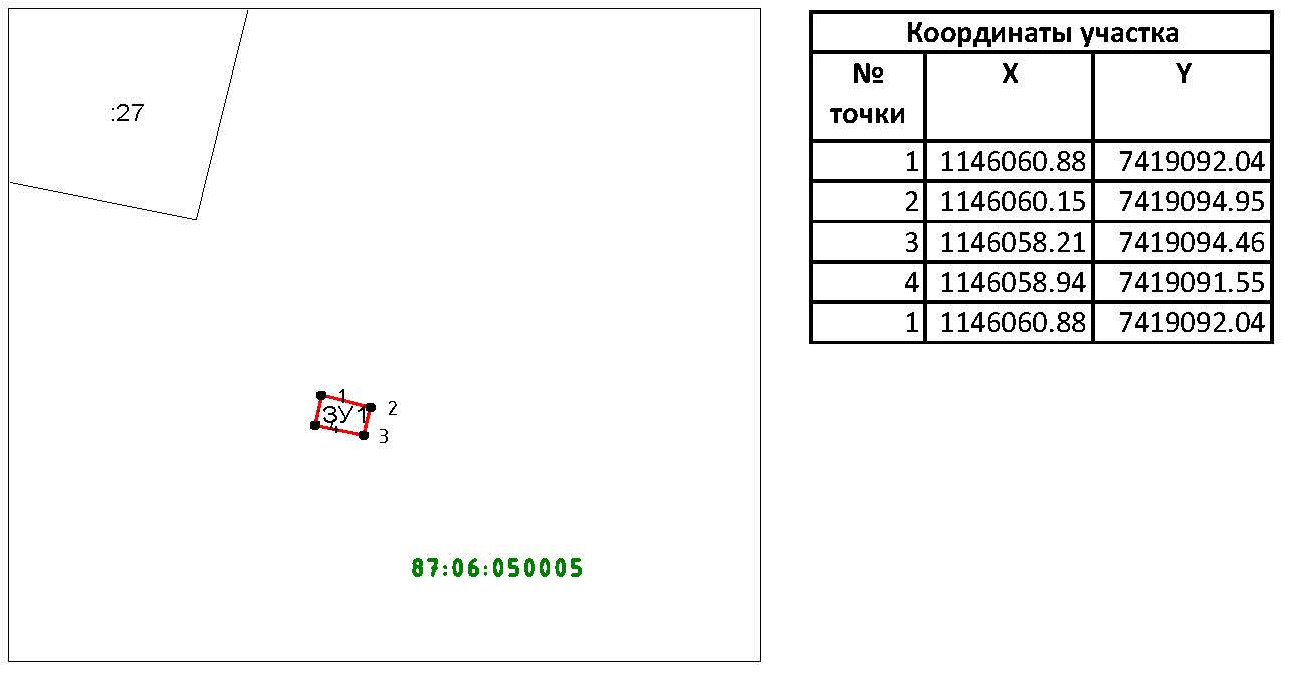 :27
1
2
ЗУ1
4
3
87:06:050005
Координаты участка
№ точки X Y
1 1146060.88 7419092.04
2 1146060.15 7419094.95
3 1146058.21 7419094.46
4 1146058.94 7419091.55
1 1146060.88 7419092.04